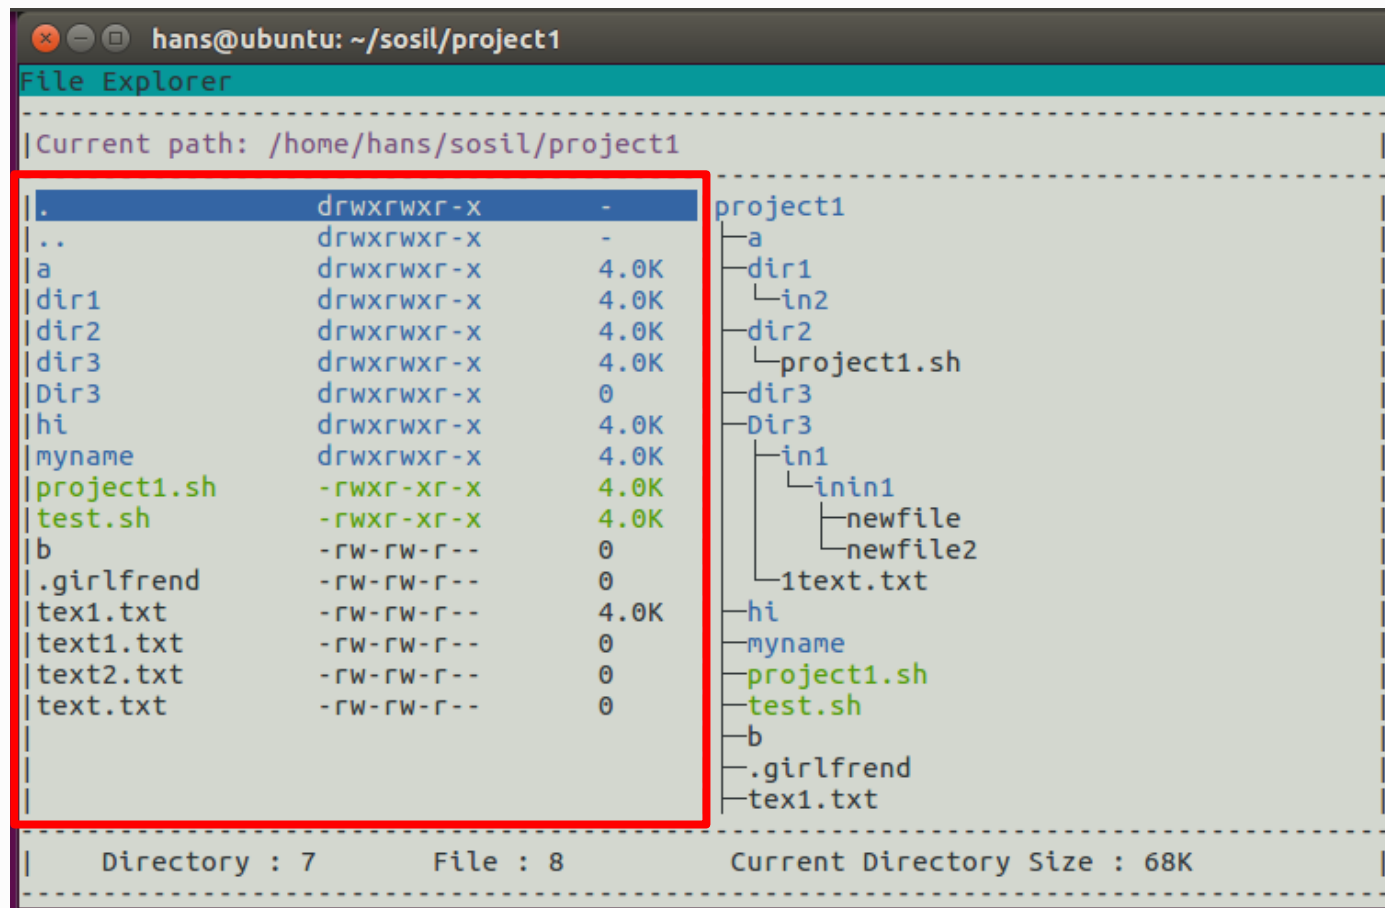 hans@ubuntu: ~/sosil/project1
File Explorer
|Current path: /home/hans/sosil/project1 |
|. drwxrwxr-x - project1 |
|.. drwxrwxr-x - ├─a |
|a drwxrwxr-x 4.0K ├─dir1 |
|dir1 drwxrwxr-x 4.0K │ └─in2 |
|dir2 drwxrwxr-x 4.0K ├─dir2 |
|dir3 drwxrwxr-x 4.0K │ └─project1.sh |
|Dir3 drwxrwxr-x 0 ├─dir3 |
|hi drwxrwxr-x 4.0K ├─Dir3 |
|myname drwxrwxr-x 4.0K │ ├─in1 |
|project1.sh -rwxr-xr-x 4.0K │ │ └─inin1 |
|test.sh -rwxr-xr-x 4.0K │ │ ├─newfile |
|b -rw-rw-r-- 0 │ │ └─newfile2 |
|.girlfrend -rw-rw-r-- 0 │ └─1text.txt |
|tex1.txt -rw-rw-r-- 4.0K ├─hi |
|text1.txt -rw-rw-r-- 0 ├─myname |
|text2.txt -rw-rw-r-- 0 ├─project1.sh |
|text.txt -rw-rw-r-- 0 ├─test.sh |
| ├─b |
| ├─.girlfrend |
| ├─tex1.txt |
| Directory : 7 File : 8 Current Directory Size : 68K |